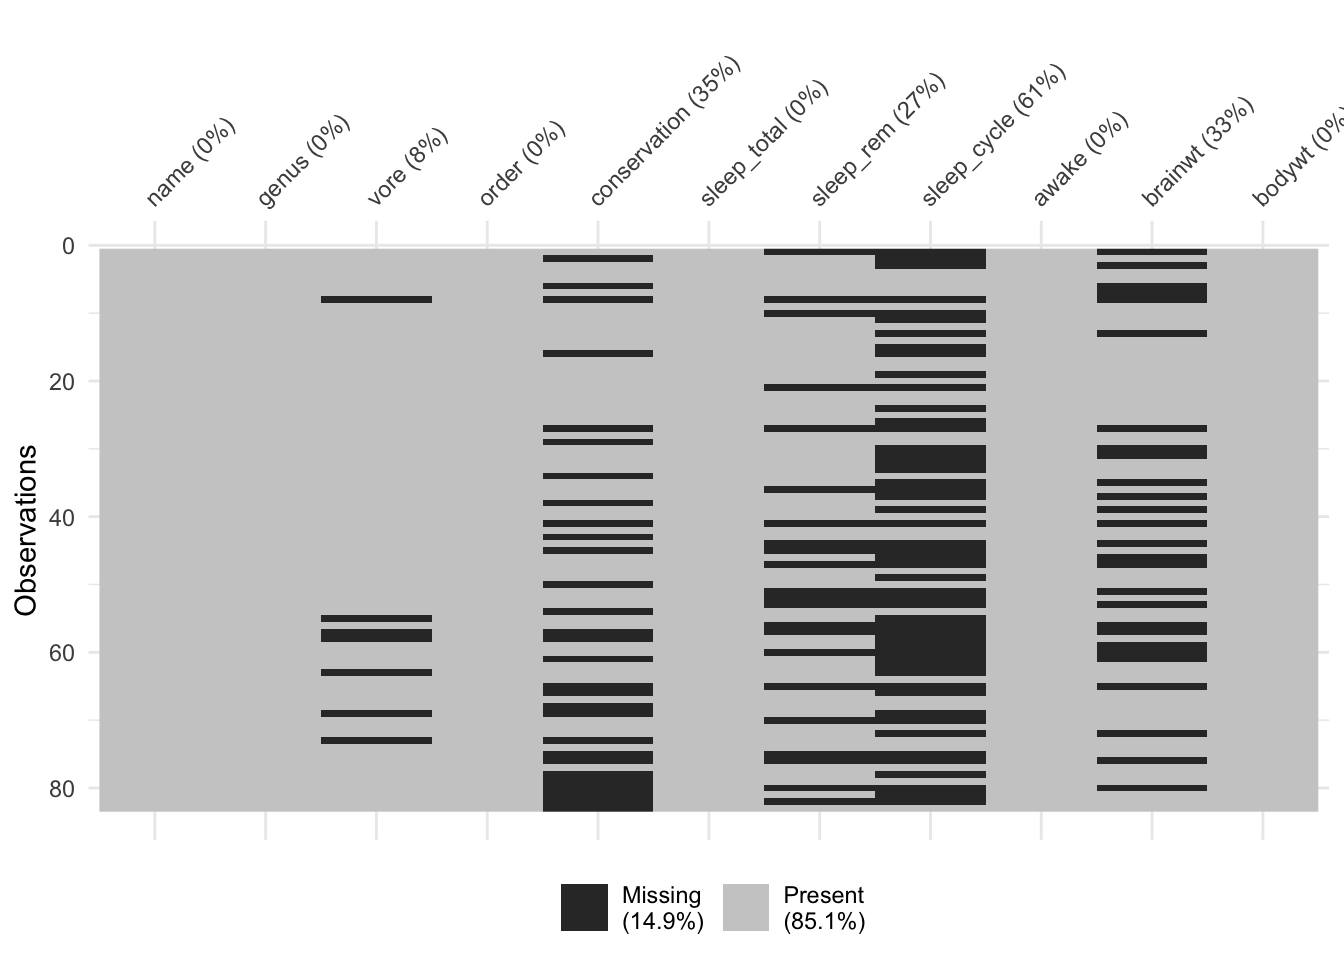 name (0%)
genus (0%)
vore (8%)
order (0%)
conservation (35%)
sleep_total (0%)
sleep_rem (27%)
sleep_cycle (61%)
awake (0%)
brainwt (33%)
bodywt (0%
0
20
40
60
80
Observations
Missing
(14.9%)
Present
(85.1%)